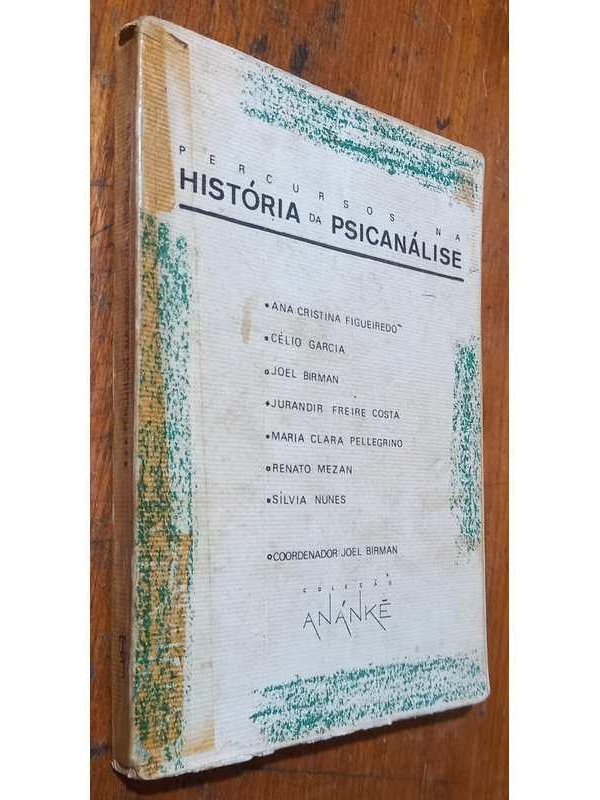 PERCURSOS NA
HISTÓRIA DA PSICANÁLISE
ANA CRISTINA FIGUEIREDO
CÉLIO GARCIA
JOEL BIRMAN
JURANDIR FREIRE COSTA
MARIA CLARA PELLEGRINO
RENATO MEZAN
SÍLVIA NUNES
COORDENADOR JOEL BIRMAN
COLEÇÃO
ANÁNKĒ